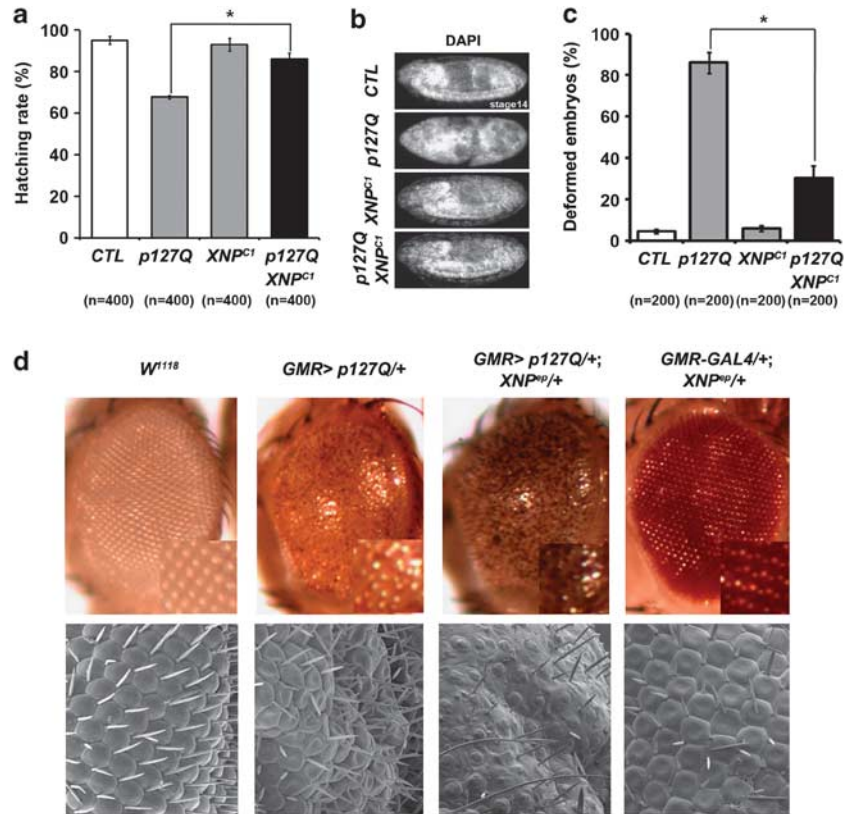 a
*
Hatching rate (%)
100
80
60
40
20
0
CTL
p127Q
XNP^C1
p127Q
XNP^C1
(n=400)
(n=400)
(n=400)
(n=400)
b
DAPI
CTL
stage14
p127Q
XNP^C1
p127Q
XNP^C1
c
*
Deformed embryos (%)
100
80
60
40
20
0
CTL
p127Q
XNP^C1
p127Q
XNP^C1
(n=200)
(n=200)
(n=200)
(n=200)
d
W^1118
GMR> p127Q/+
GMR> p127Q/+;
XNP^ep/+
GMR-GAL4/+;
XNP^ep/+